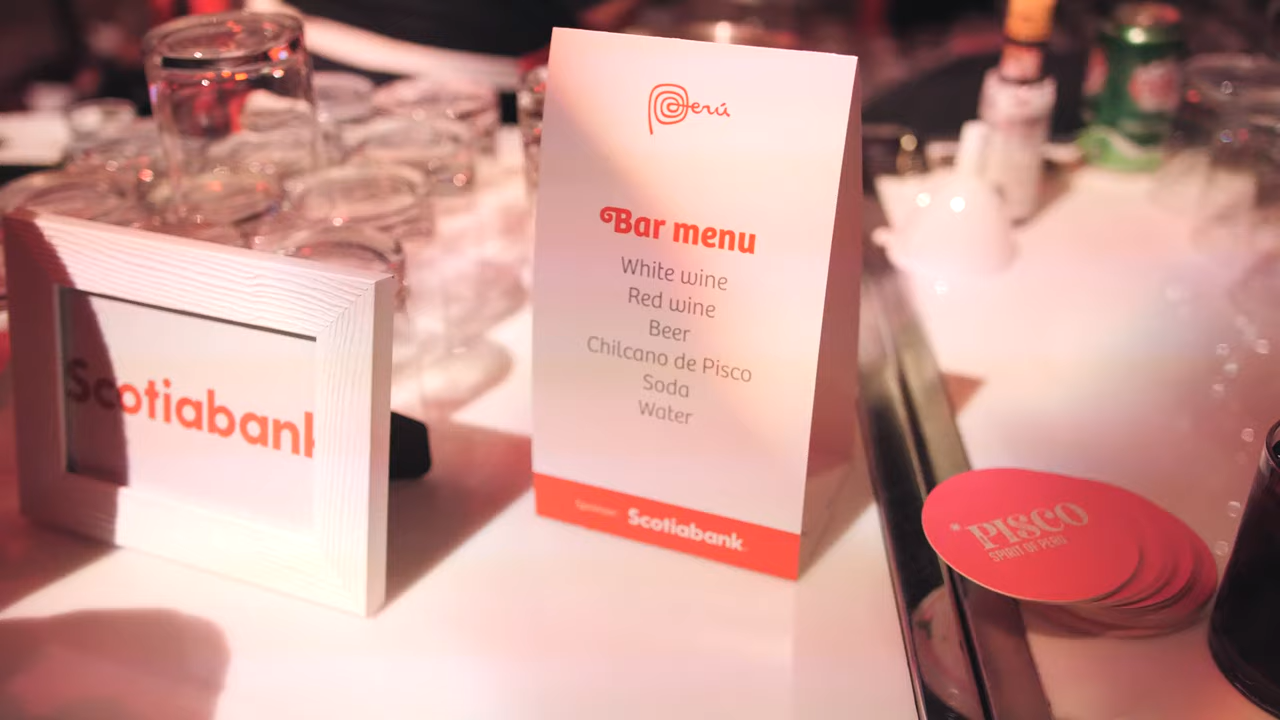 Perú
Bar menu
White wine
Red wine
Beer
Chilcano de Pisco
Soda
Water
Scotiabank
Scotiabank
*PISCO
SPIRIT OF PERU